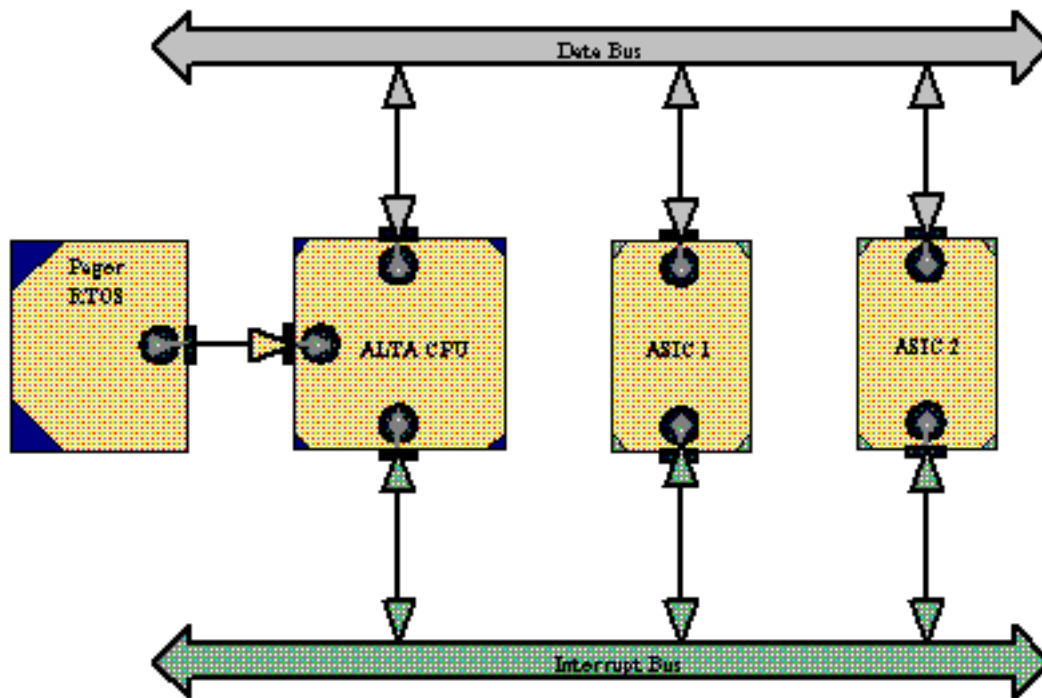 Data Bus
Pager
RTOS
ALTA CPU
ASIC 1
ASIC 2
Interrupt Bus